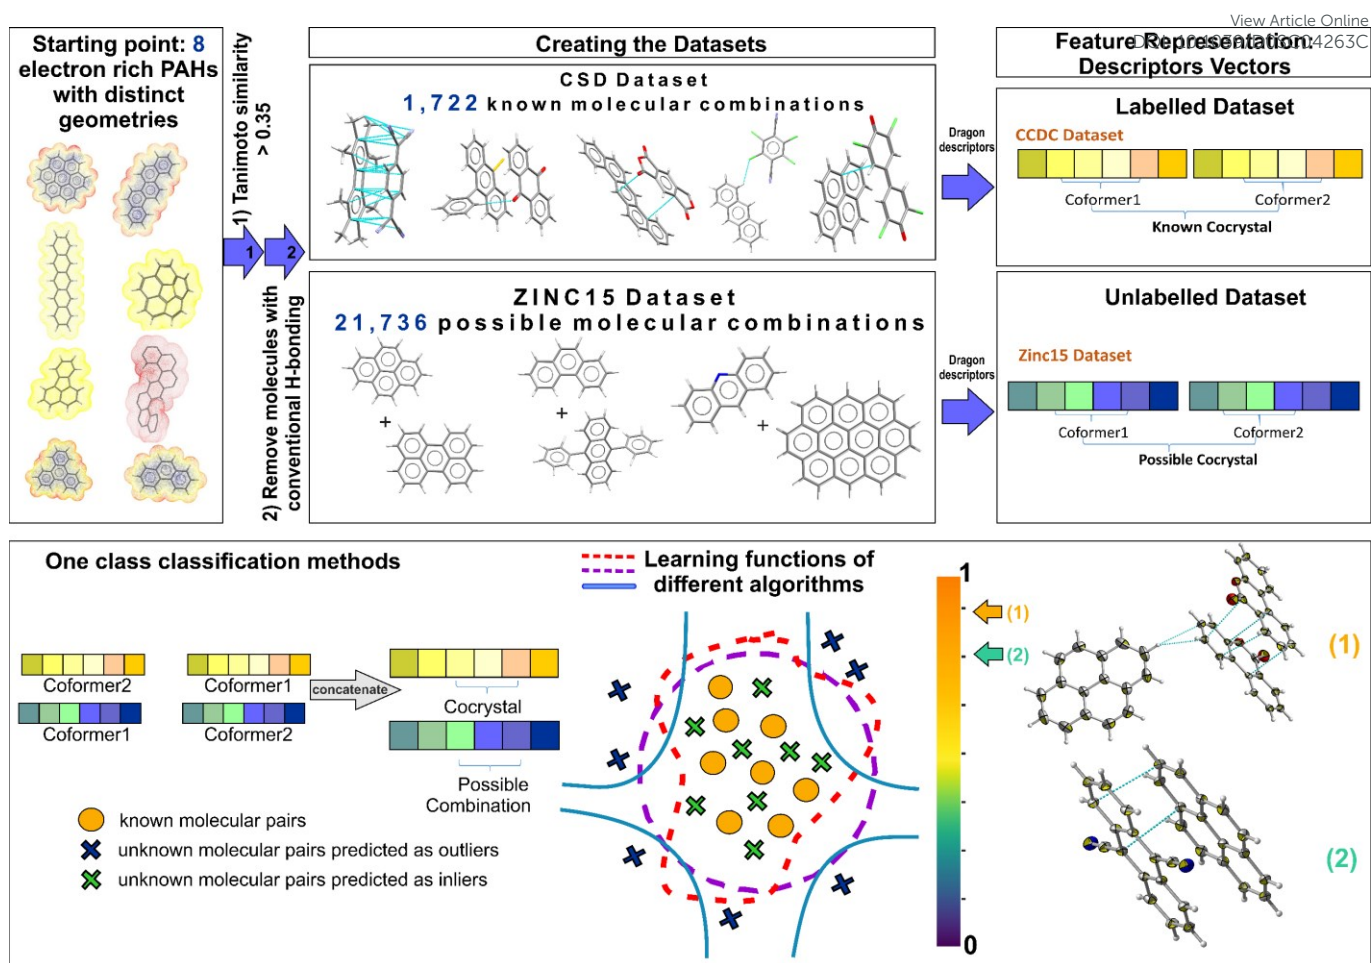 View Article Online
Starting point: 8
electron rich PAHs
with distinct
geometries
1) Tanimoto similarity
> 0.35
1
2
2) Remove molecules with
conventional H-bonding
Creating the Datasets
CSD Dataset
1,722 known molecular combinations
ZINC15 Dataset
21,736 possible molecular combinations
+
+
+
Dragon
descriptors
Dragon
descriptors
Feature Representation:
Descriptors Vectors
Labelled Dataset
CCDC Dataset
Coformer1
Coformer2
Known Cocrystal
Unlabelled Dataset
Zinc15 Dataset
Coformer1
Coformer2
Possible Cocrystal
One class classification methods
Coformer2
Coformer1
Coformer1
Coformer2
concatenate
Cocrystal
Possible
Combination
known molecular pairs
unknown molecular pairs predicted as outliers
unknown molecular pairs predicted as inliers
Learning functions of
different algorithms
1
(1)
(2)
0
(1)
(2)